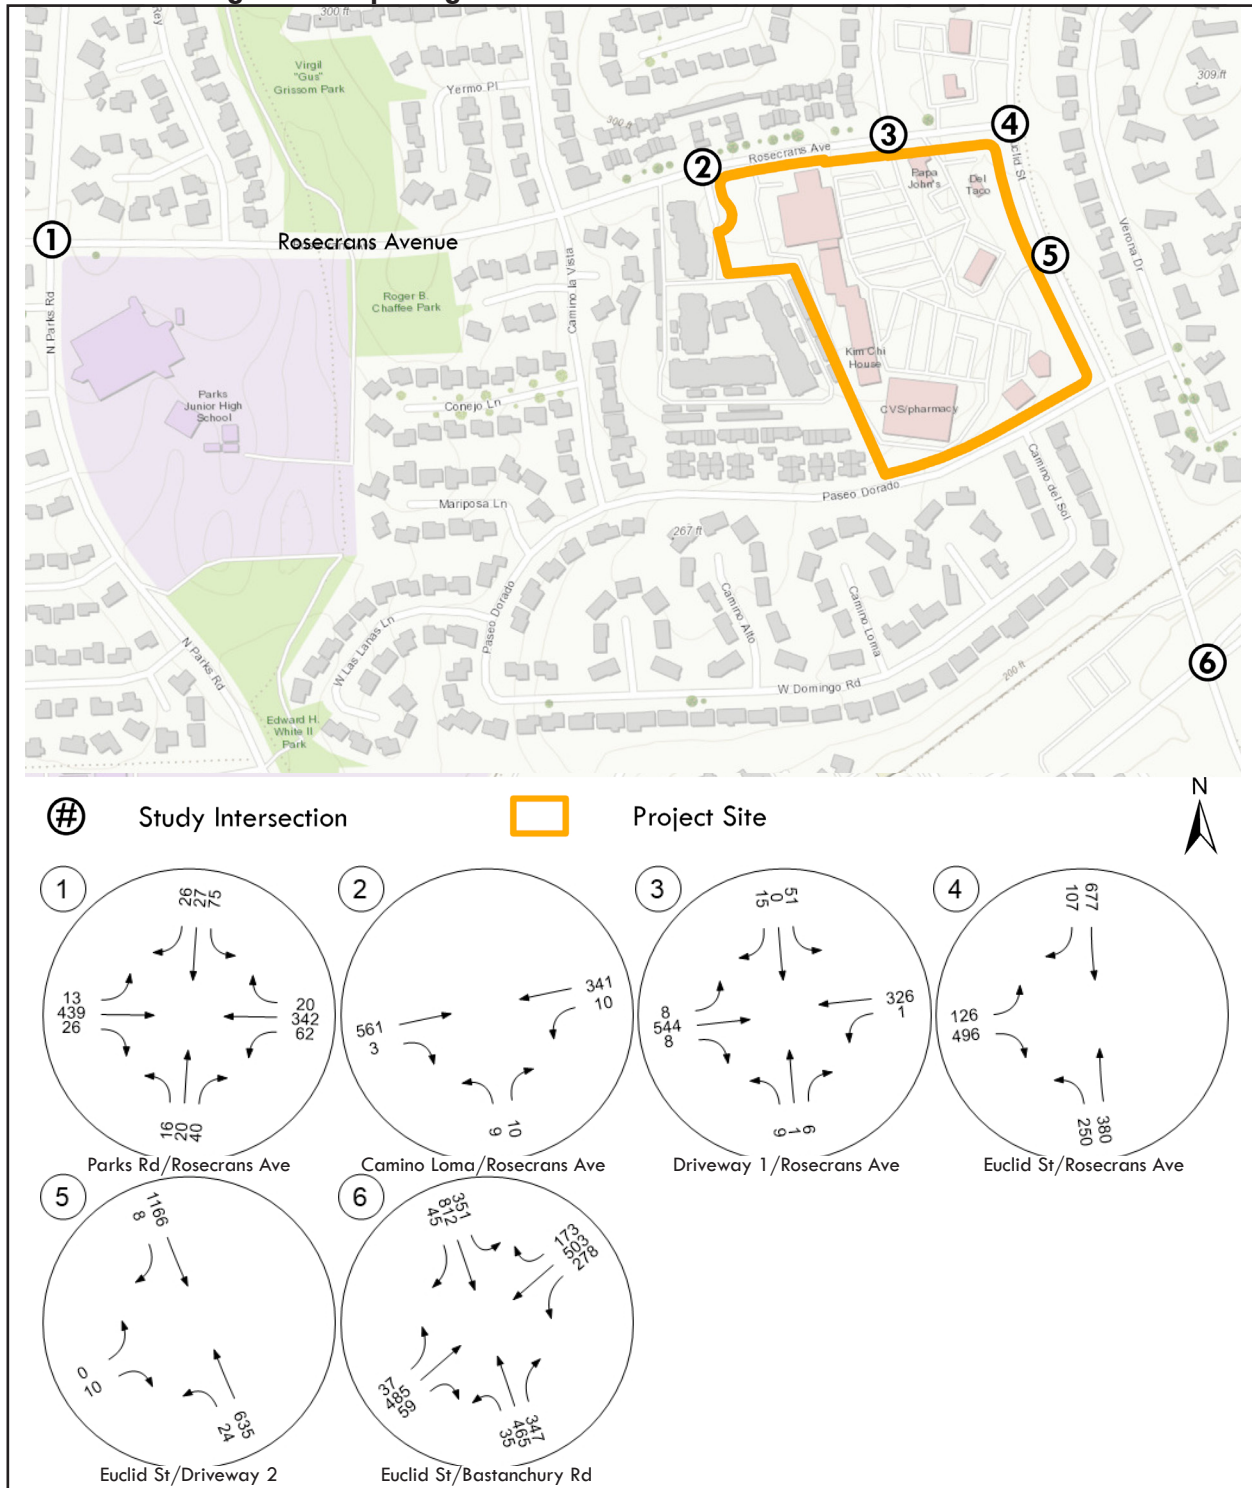 300 ft
Rey
Virgil
"Gus"
Grissom Park
Yermo Pl
300 ft
309 ft
Rosecrans Ave
2
3
4
Euclid St
Papa
John's
Del
Taco
Verona Dr
1
Rosecrans Avenue
5
N Parks Rd
Roger B.
Chaffee Park
Camino la Vista
Kim Chi
House
Parks
Junior High
School
Conejo Ln
CVS/pharmacy
Camino del Sol
Mariposa Ln
Paseo Dorado
267 ft
Paseo Dorado
Camino Alto
Camino Loma
W Las Lanas Ln
N Parks Rd
W Domingo Rd
200 ft
6
Edward H.
White II
Park
N
# Study Intersection
Project Site
1
26
27
75
13
439
26
20
342
62
16
20
40
Parks Rd/Rosecrans Ave
2
341
10
561
3
9
10
Camino Loma/Rosecrans Ave
3
15
0
51
8
544
8
326
1
9
1
6
Driveway 1/Rosecrans Ave
4
107
677
126
496
250
380
Euclid St/Rosecrans Ave
5
8
1166
0
10
24
635
Euclid St/Driveway 2
6
45
812
351
173
503
278
37
485
59
35
465
347
Euclid St/Bastanchury Rd